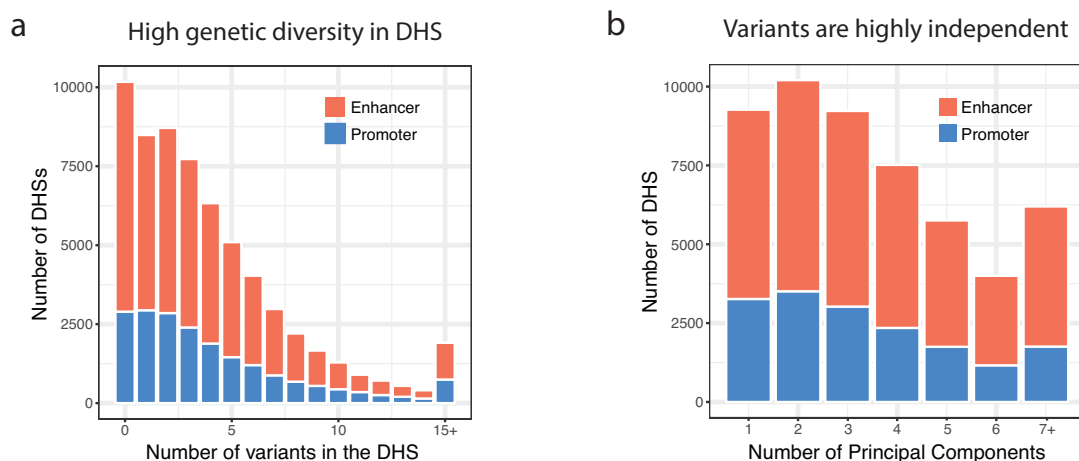 a
High genetic diversity in DHS
10000
7500
5000
2500
0
Number of DHSs
Enhancer
Promoter
0 5 10 15+
Number of variants in the DHS
b
Variants are highly independent
10000
7500
5000
2500
0
Number of DHS
Enhancer
Promoter
1 2 3 4 5 6 7+
Number of Principal Components